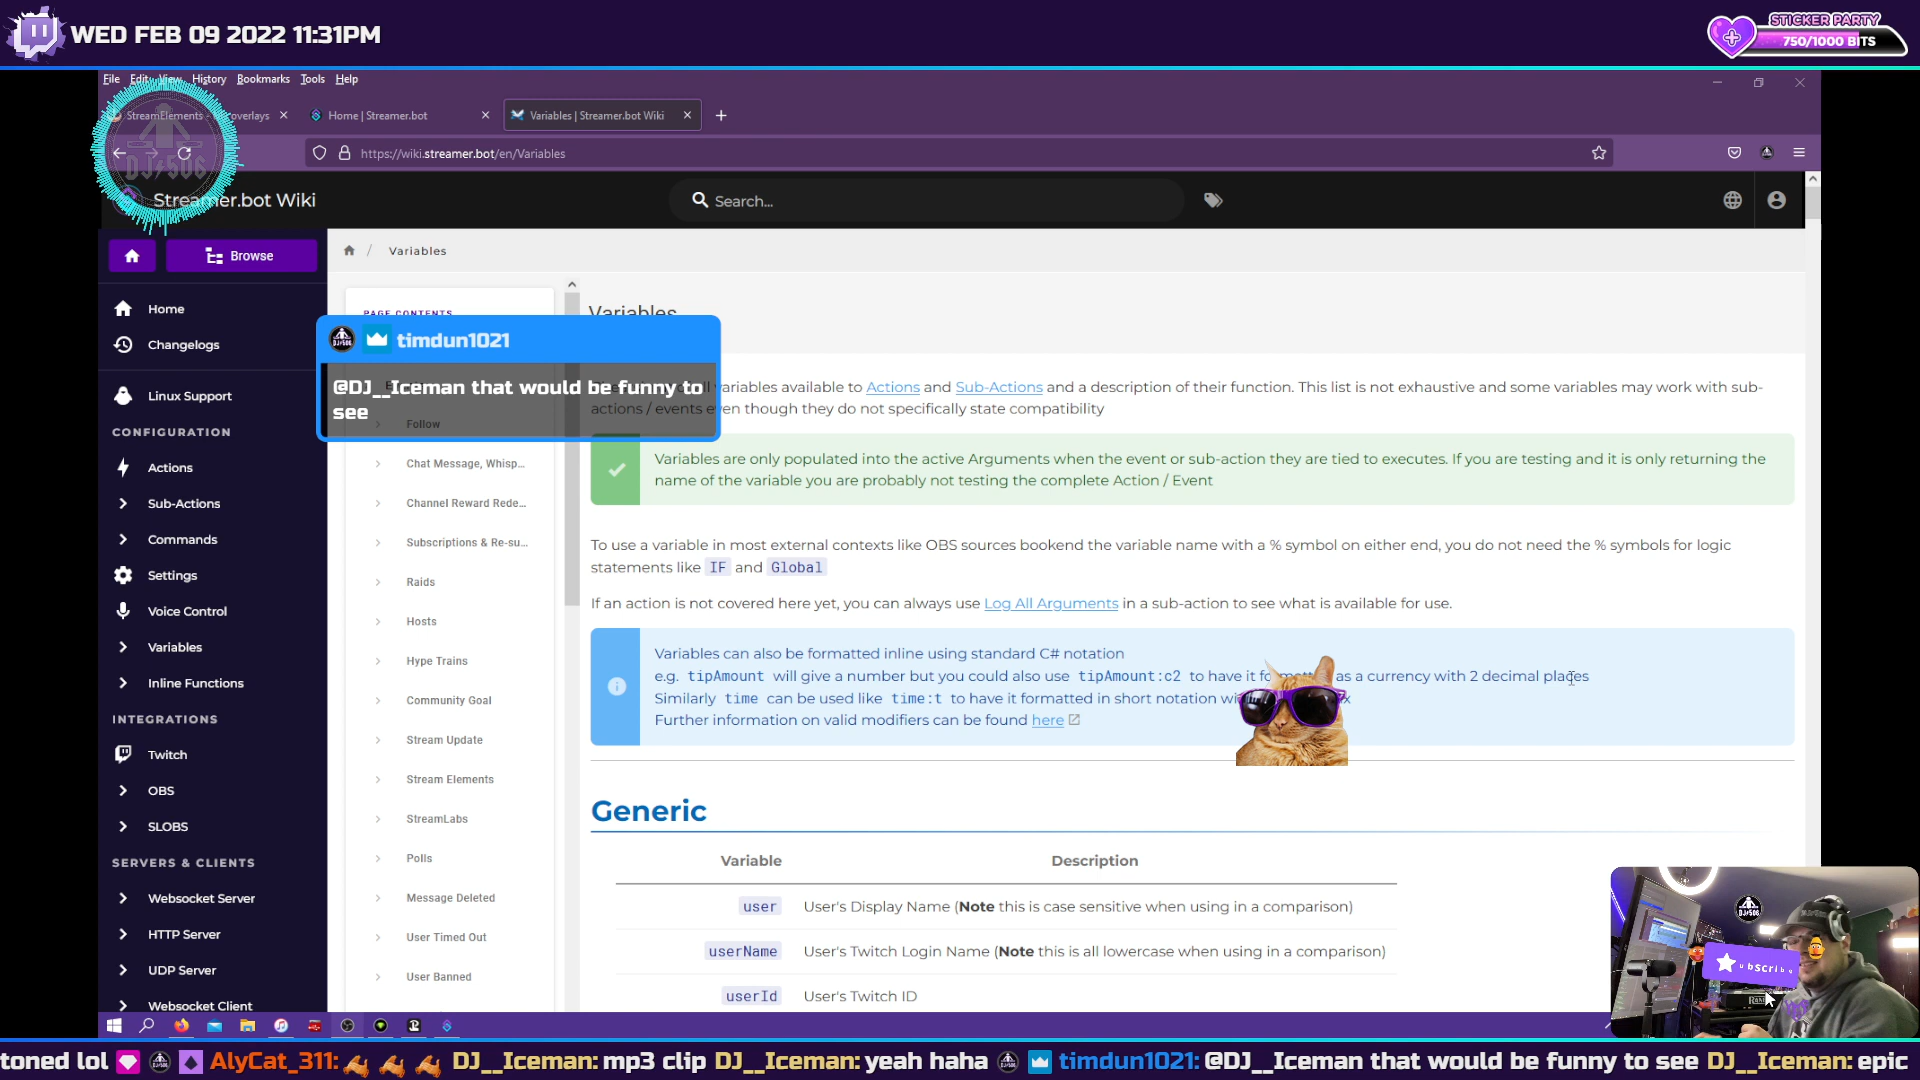 WED FEB 09 2022 11:31PM
STICKER PARTY
750/1000 BITS
File Edit View History Bookmarks Tools Help
StreamElements - overlays
Home | Streamer.bot
Variables | Streamer.bot Wiki
https://wiki.streamer.bot/en/Variables
DJ 506
Streamer.bot Wiki
Search...
Browse
Variables
Home
Changelogs
Linux Support
CONFIGURATION
Actions
Sub-Actions
Commands
Settings
Voice Control
Variables
Inline Functions
INTEGRATIONS
Twitch
OBS
SLOBS
SERVERS & CLIENTS
Websocket Server
HTTP Server
UDP Server
Websocket Client
PAGE CONTENTS
timdun1021
@DJ__Iceman that would be funny to
see
Follow
Chat Message, Whisp...
Channel Reward Rede...
Subscriptions & Re-su...
Raids
Hosts
Hype Trains
Community Goal
Stream Update
Stream Elements
StreamLabs
Polls
Message Deleted
User Timed Out
User Banned
Variables
variables available to Actions and Sub-Actions and a description of their function. This list is not exhaustive and some variables may work with sub-
actions / events even though they do not specifically state compatibility
Variables are only populated into the active Arguments when the event or sub-action they are tied to executes. If you are testing and it is only returning the
name of the variable you are probably not testing the complete Action / Event
To use a variable in most external contexts like OBS sources bookend the variable name with a % symbol on either end, you do not need the % symbols for logic
statements like IF and Global
If an action is not covered here yet, you can always use Log All Arguments in a sub-action to see what is available for use.
Variables can also be formatted inline using standard C# notation
e.g. tipAmount will give a number but you could also use tipAmount:c2 to have it formatted as a currency with 2 decimal places
Similarly time can be used like time:t to have it formatted in short notation
Further information on valid modifiers can be found here
Generic
Variable Description
user User's Display Name (Note this is case sensitive when using in a comparison)
userName User's Twitch Login Name (Note this is all lowercase when using in a comparison)
userId User's Twitch ID
DJ 506
toned lol AlyCat_311: DJ__Iceman: mp3 clip DJ__Iceman: yeah haha timdun1021: @DJ__Iceman that would be funny to see DJ__Iceman: epic